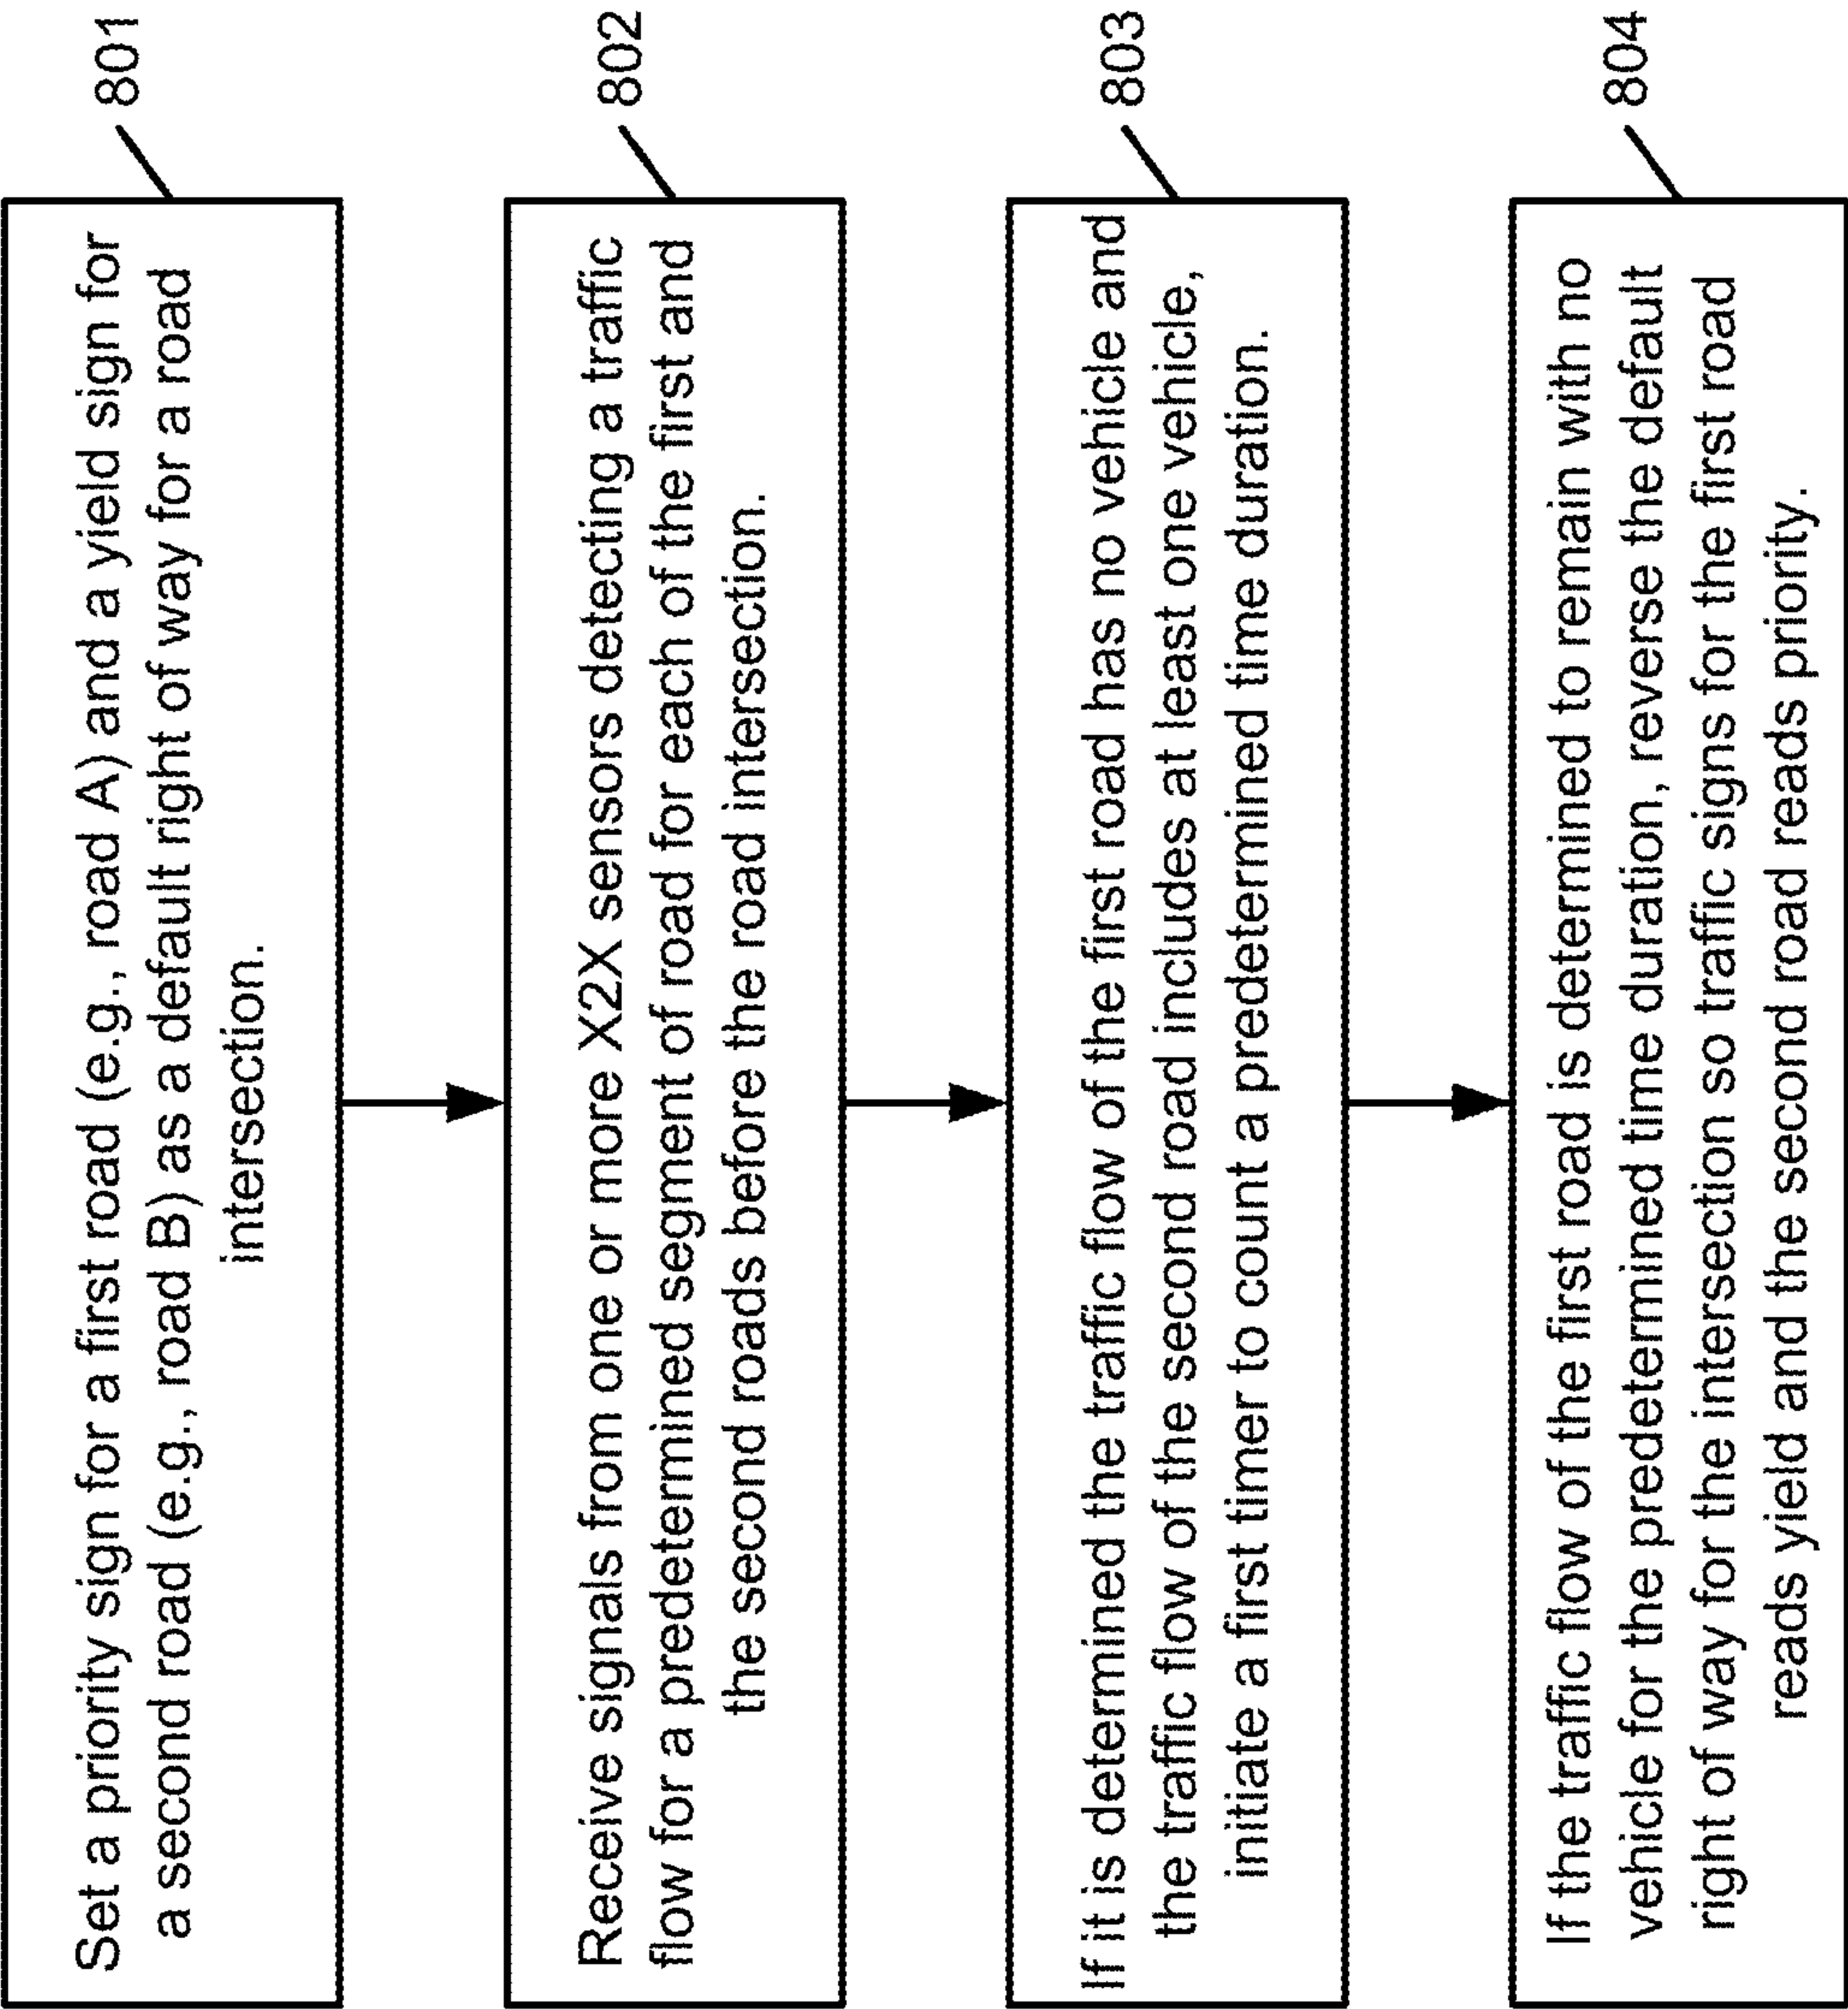 Set a priority sign for a first road (e.g., road A) and a yield sign for
a second road (e.g., road B) as a default right of way for a road
intersection.
801
Receive signals from one or more X2X sensors detecting a traffic
flow for a predetermined segment of road for each of the first and
the second roads before the road intersection.
802
If it is determined the traffic flow of the first road has no vehicle and
the traffic flow of the second road includes at least one vehicle,
initiate a first timer to count a predetermined time duration.
803
If the traffic flow of the first road is determined to remain with no
vehicle for the predetermined time duration, reverse the default
right of way for the intersection so traffic signs for the first road
reads yield and the second road reads priority.
804